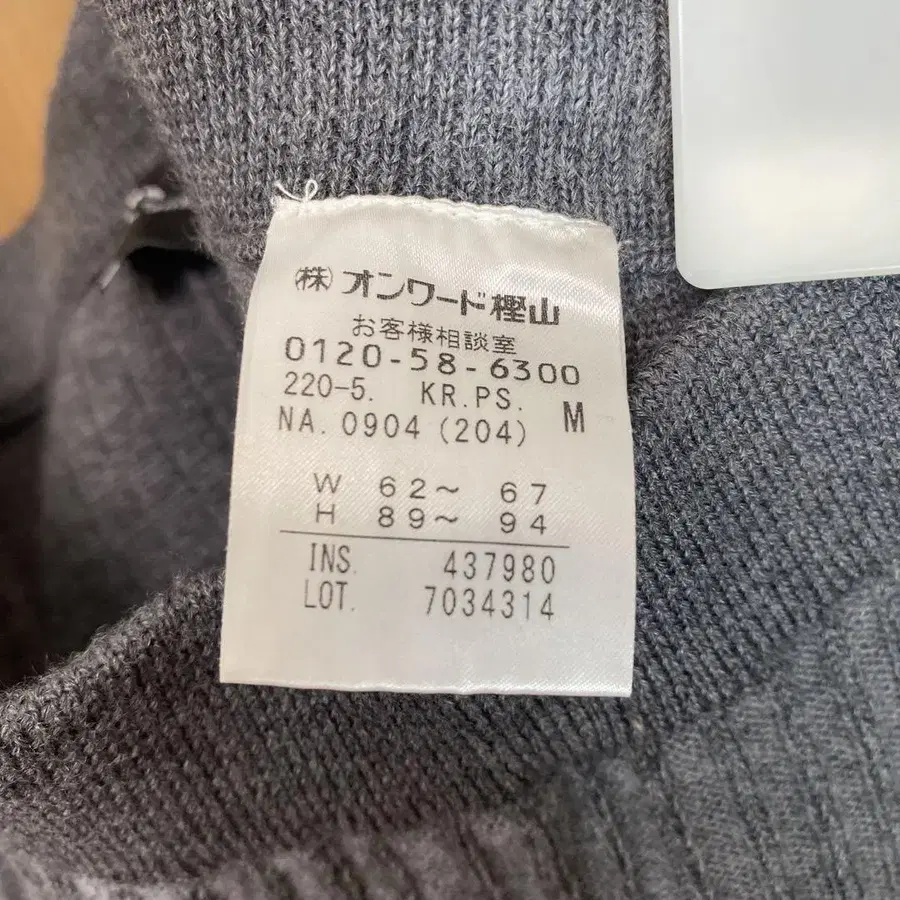 ㈱オンワード樫山
お客様相談室
0120-58-6300
220-5. KR.PS. M
NA. 0904 (204)
W 62～ 67
H 89～ 94
INS. 437980
LOT. 7034314